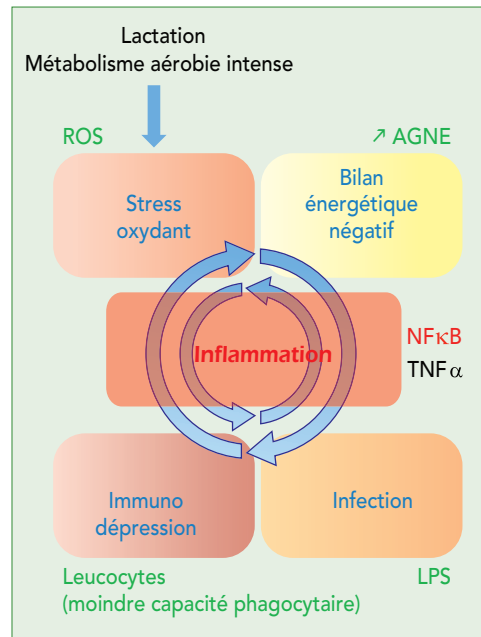 Lactation
Métabolisme aérobie intense
ROS
↗ AGNE
Stress
oxydant
Bilan
énergétique
négatif
Inflammation
NFκB
TNF α
Immuno
dépression
Infection
Leucocytes
(moindre capacité phagocytaire)
LPS